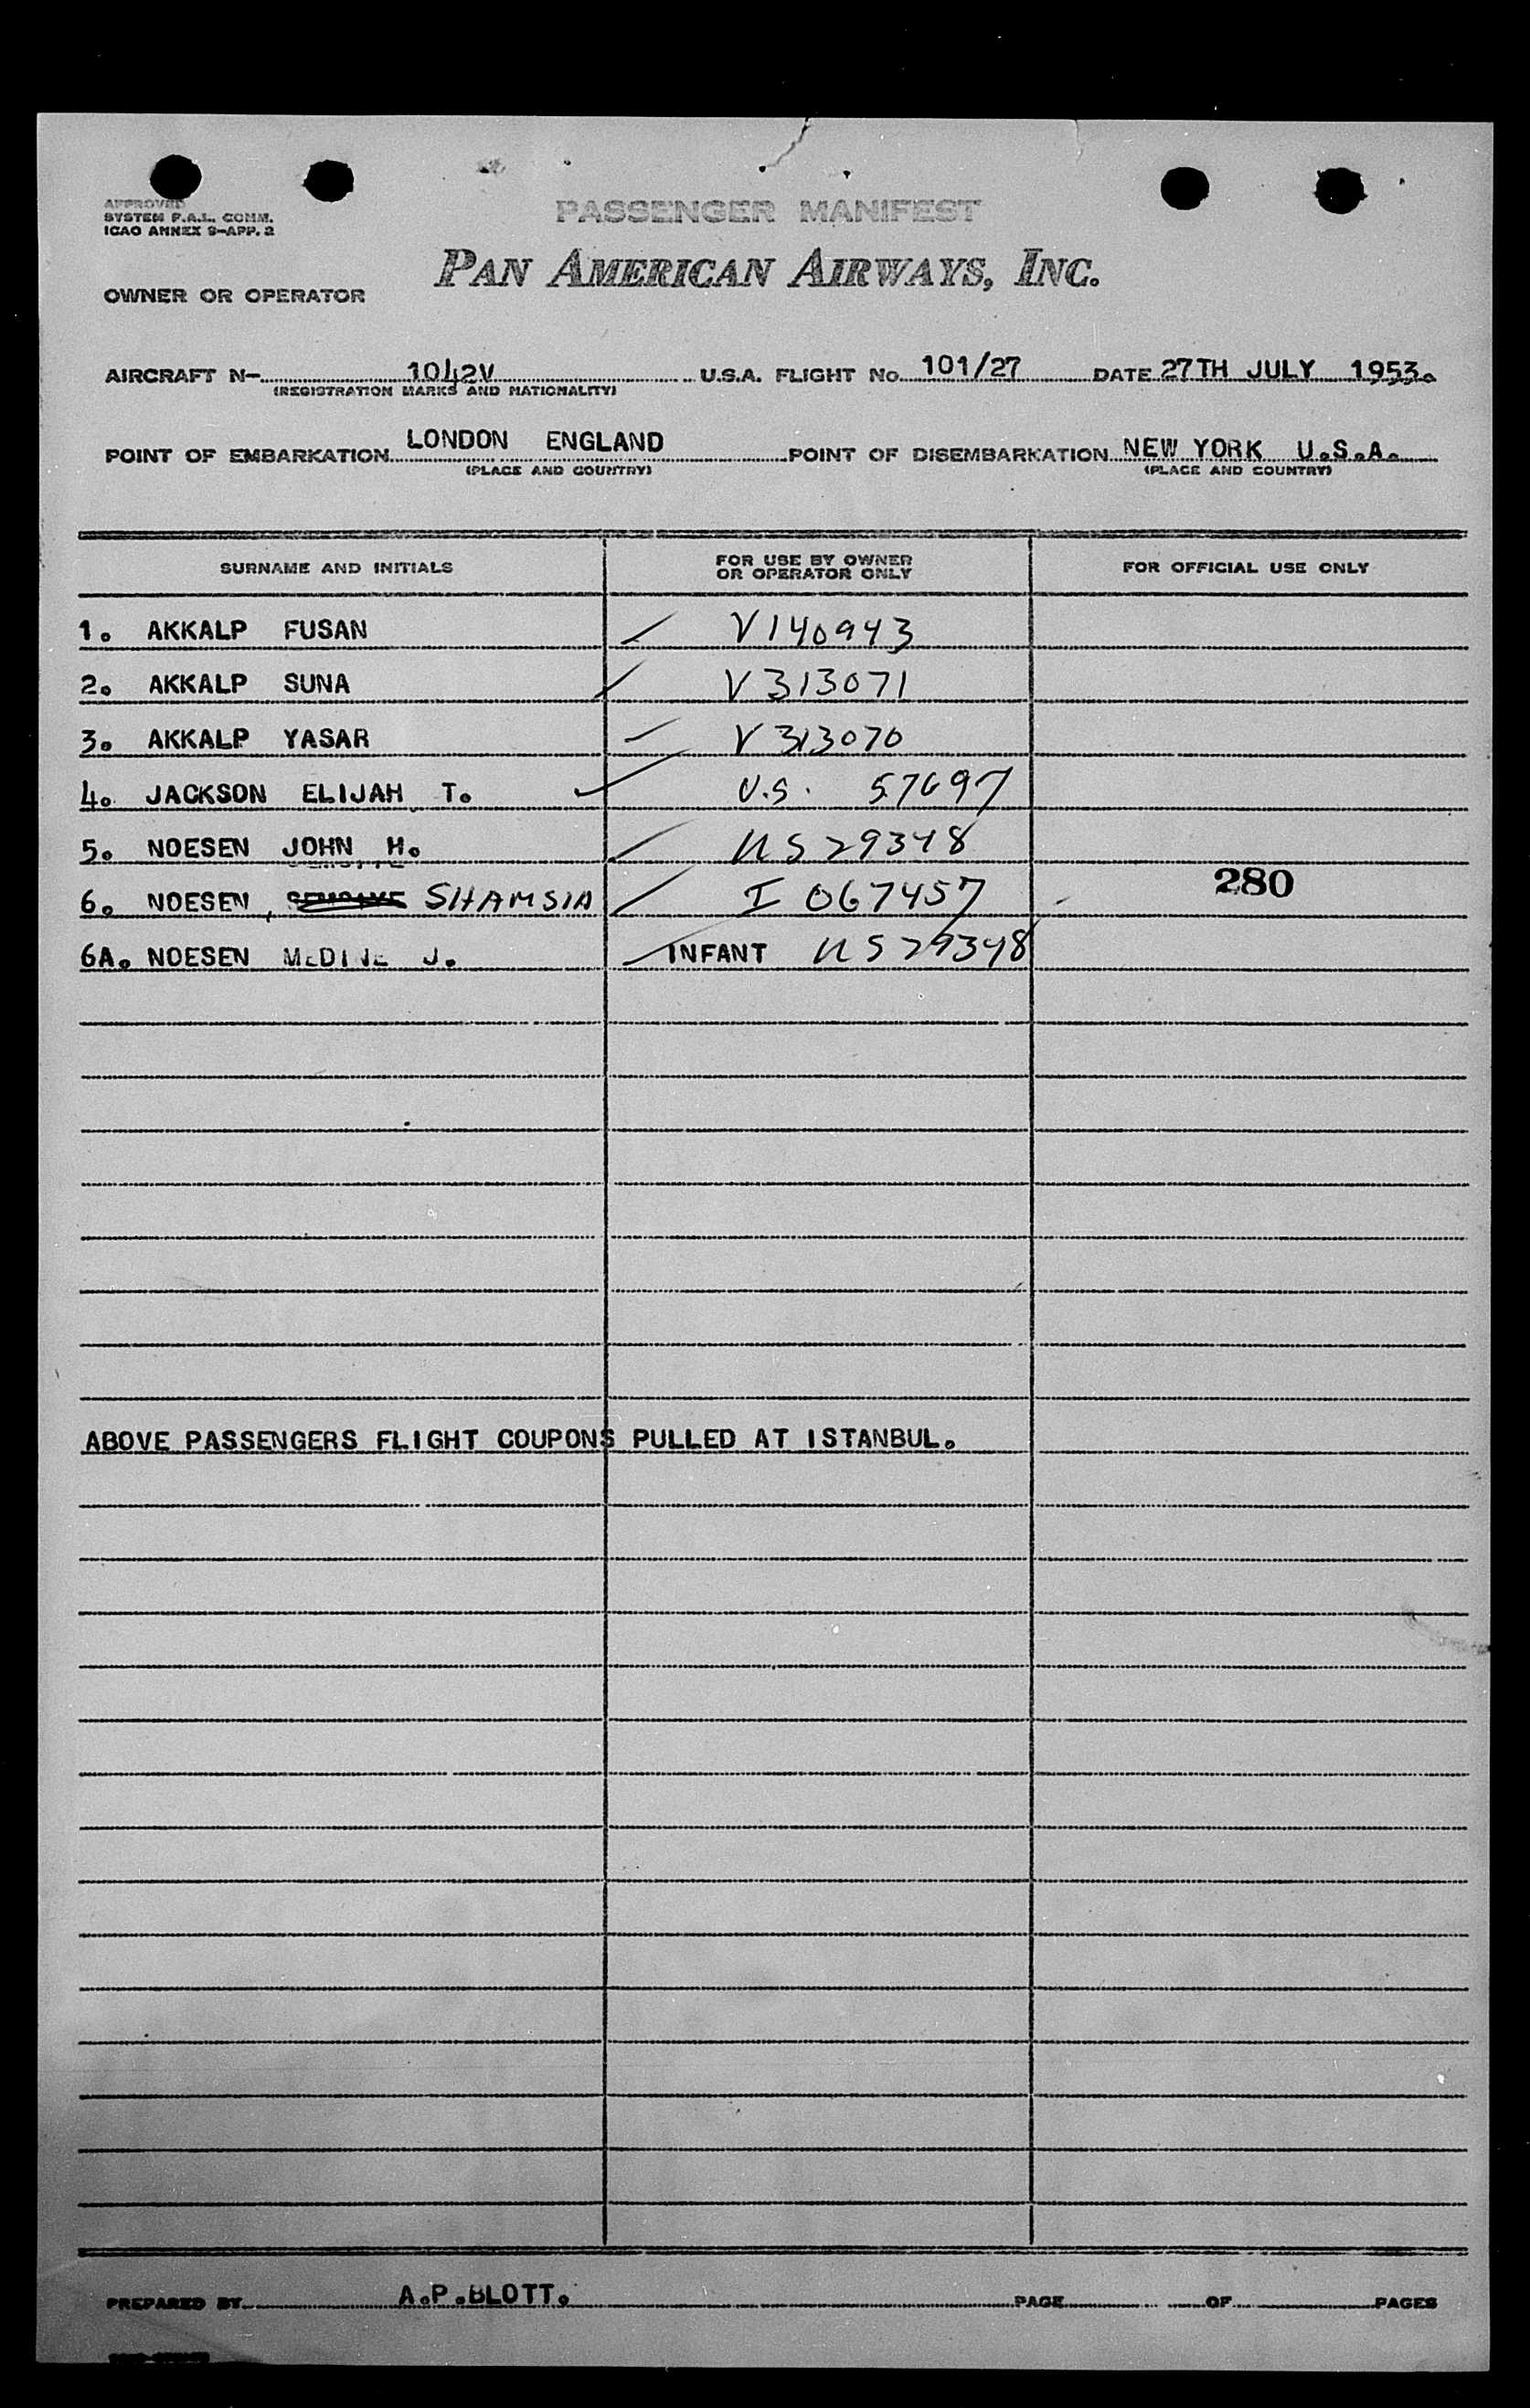 APPROVED
SYSTEM F.A.L. COMM.
ICAO ANNEX 9-APP. 2
PASSENGER MANIFEST
PAN AMERICAN AIRWAYS, INC.
OWNER OR OPERATOR
AIRCRAFT N- 1042V U.S.A. FLIGHT No. 101/27 DATE 27TH JULY 1953.
(REGISTRATION MARKS AND NATIONALITY)
POINT OF EMBARKATION LONDON ENGLAND POINT OF DISEMBARKATION NEW YORK U.S.A.
(PLACE AND COUNTRY) (PLACE AND COUNTRY)
SURNAME AND INITIALS FOR USE BY OWNER OR OPERATOR ONLY FOR OFFICIAL USE ONLY
1. AKKALP FUSAN V140943
2. AKKALP SUNA V313071
3. AKKALP YASAR V313070
4. JACKSON ELIJAH T. U.S. 57697
5. NOESEN JOHN H. US29348
6. NOESEN, SHAMSIA I 067457 280
6A. NOESEN J. INFANT US29348
ABOVE PASSENGERS FLIGHT COUPONS PULLED AT ISTANBUL.
PREPARED BY A.P.BLOTT. PAGE OF PAGES